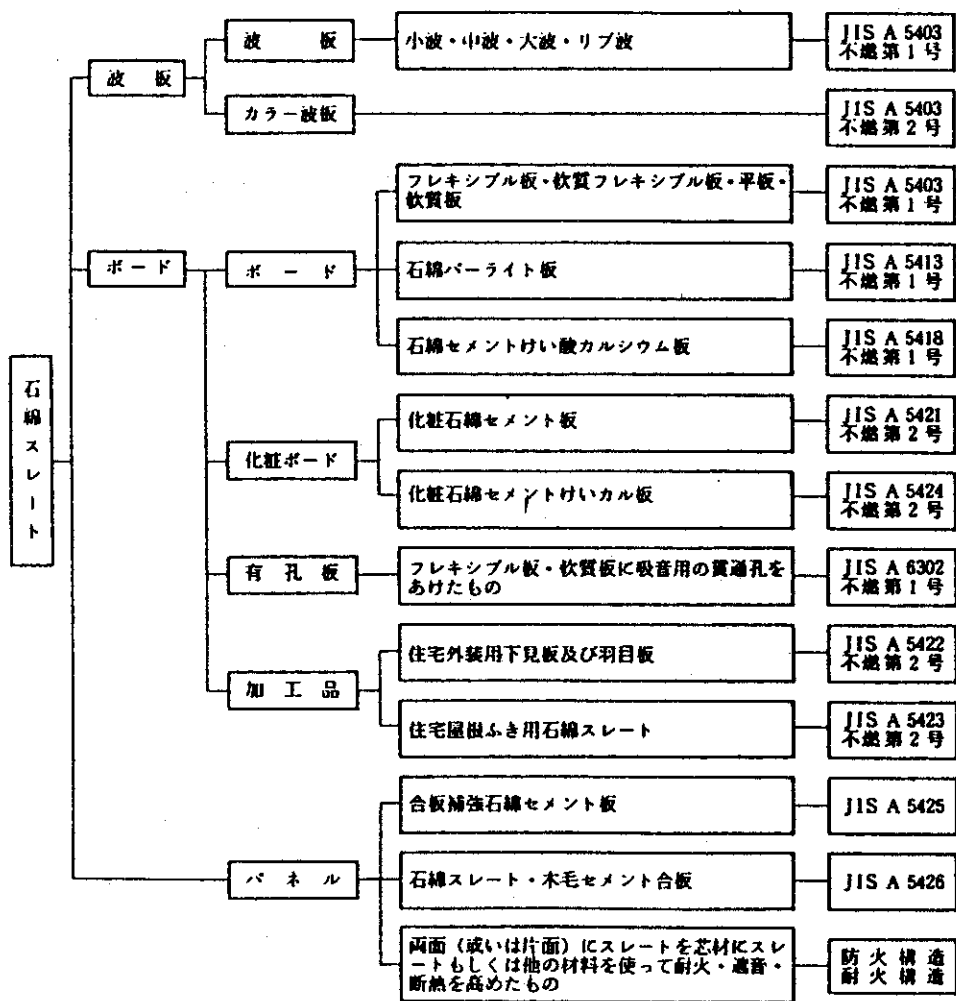 波板
小波・中波・大波・リブ波
JIS A 5403
不燃第1号
波板
カラー波板
JIS A 5403
不燃第2号
フレキシブル板・軟質フレキシブル板・平板・
軟質板
JIS A 5403
不燃第1号
ボード
ボード
石綿パーライト板
JIS A 5413
不燃第1号
石綿セメントけい酸カルシウム板
JIS A 5418
不燃第1号
石綿スレート
化粧ボード
化粧石綿セメント板
JIS A 5421
不燃第2号
化粧石綿セメントけいカル板
JIS A 5424
不燃第2号
有孔板
フレキシブル板・軟質板に吸音用の貫通孔を
あけたもの
JIS A 6302
不燃第1号
加工品
住宅外装用下見板及び羽目板
JIS A 5422
不燃第2号
住宅屋根ふき用石綿スレート
JIS A 5423
不燃第2号
合板補強石綿セメント板
JIS A 5425
パネル
石綿スレート・木毛セメント合板
JIS A 5426
両面（或いは片面）にスレートを芯材にスレ
ートもしくは他の材料を使って耐火・遮音・
断熱を高めたもの
防火構造
耐火構造